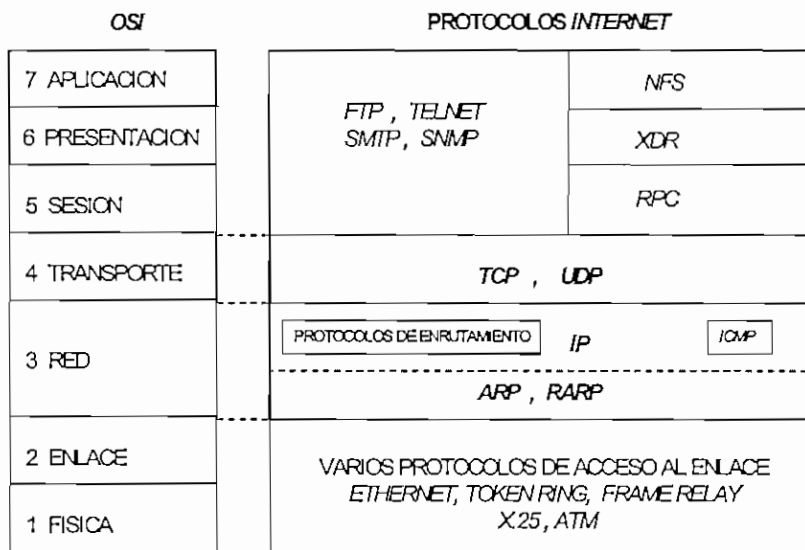 OSI
PROTOCOLOS INTERNET
7 APLICACION
6 PRESENTACION
5 SESION
4 TRANSPORTE
3 RED
2 ENLACE
1 FISICA
FTP , TELNET
SMTP, SNMP
NFS
XDR
RPC
TCP , UDP
PROTOCOLOS DE ENRUTAMIENTO
IP
ICMP
ARP , RARP
VARIOS PROTOCOLOS DE ACCESO AL ENLACE
ETHERNET, TOKEN RING, FRAME RELAY
X.25, ATM